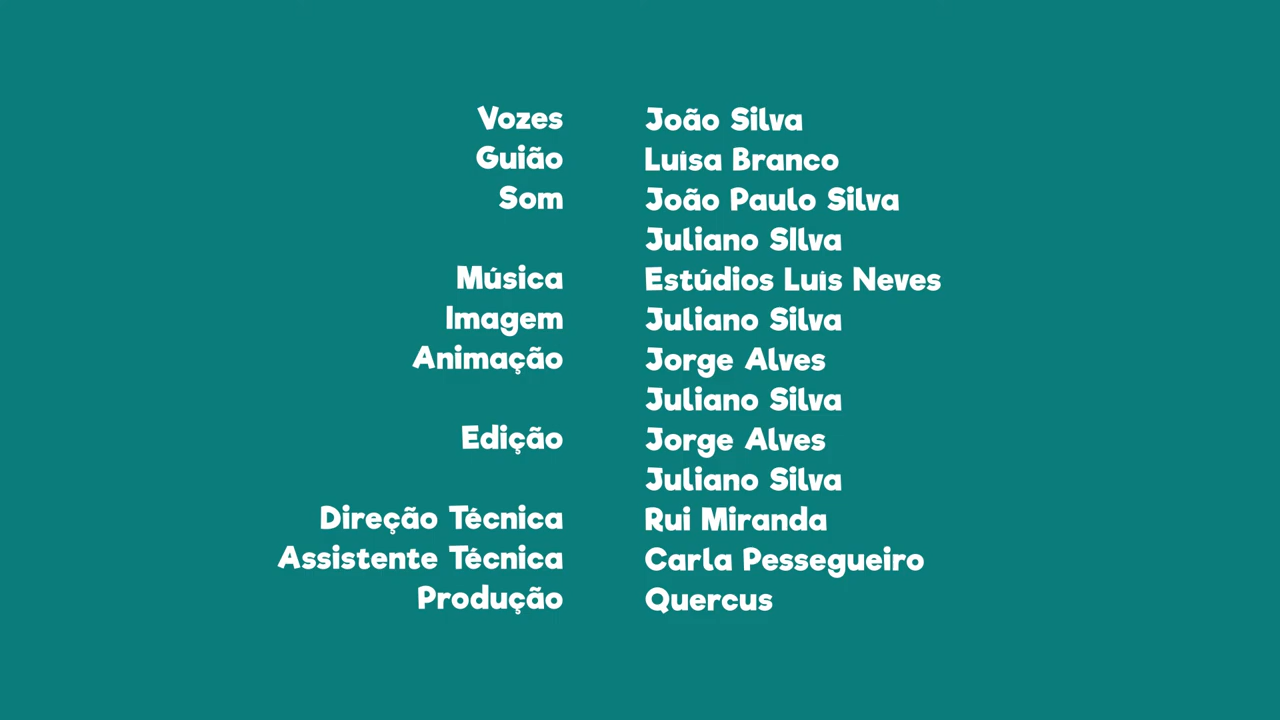 Vozes João Silva
Guião Luísa Branco
Som João Paulo Silva
Juliano SIlva
Música Estúdios Luís Neves
Imagem Juliano Silva
Animação Jorge Alves
Juliano Silva
Edição Jorge Alves
Juliano Silva
Direção Técnica Rui Miranda
Assistente Técnica Carla Pessegueiro
Produção Quercus